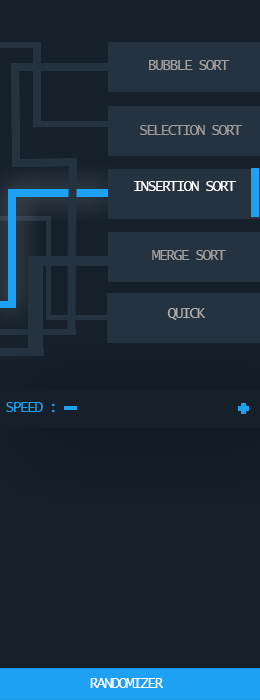 BUBBLE SORT
SELECTION SORT
INSERTION SORT
MERGE SORT
QUICK
SPEED : - +
RANDOMIZER